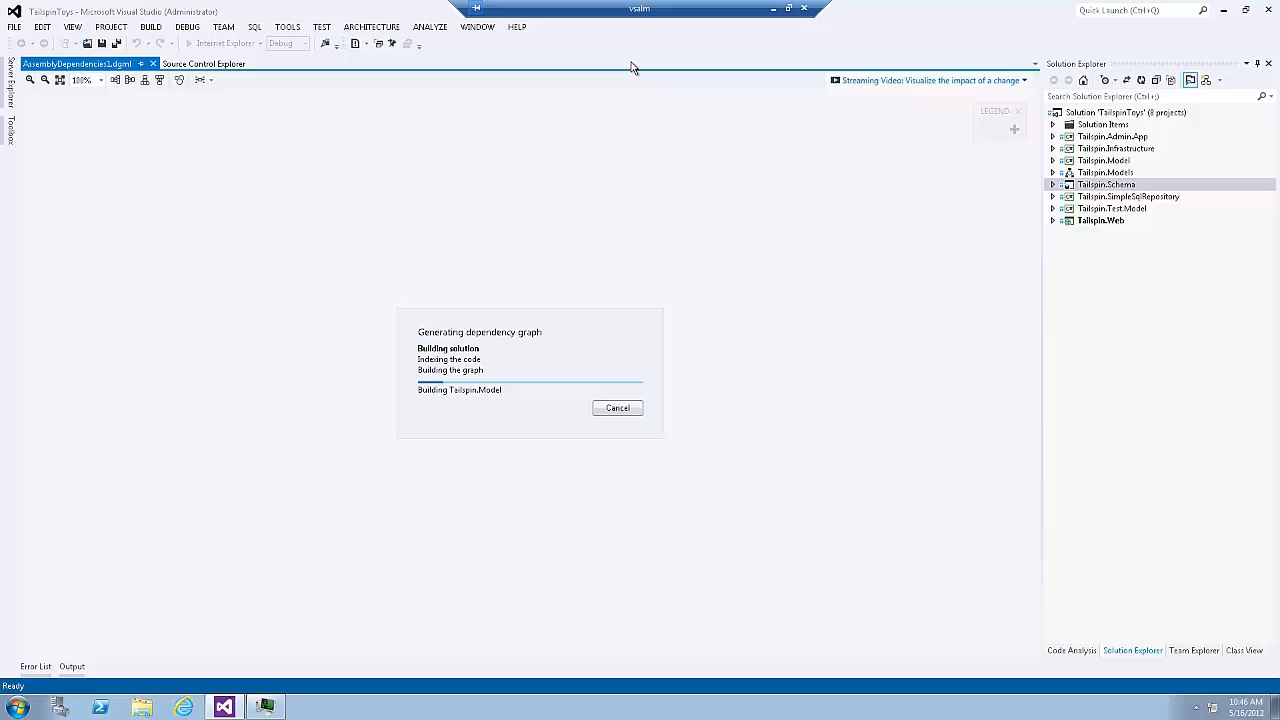 TailspinToys - Microsoft Visual Studio (Administrator)
vsalm
Quick Launch (Ctrl+Q)
FILE EDIT VIEW PROJECT BUILD DEBUG TEAM SQL TOOLS TEST ARCHITECTURE ANALYZE WINDOW HELP
Internet Explorer Debug
AssemblyDependencies1.dgml Source Control Explorer
100%
Streaming Video: Visualize the impact of a change
LEGEND
Server Explorer
Toolbox
Generating dependency graph
Building solution
Indexing the code
Building the graph
Building Tailspin.Model
Cancel
Solution Explorer
Search Solution Explorer (Ctrl+;)
Solution 'TailspinToys' (8 projects)
Solution Items
Tailspin.Admin.App
Tailspin.Infrastructure
Tailspin.Model
Tailspin.Models
Tailspin.Schema
Tailspin.SimpleSqlRepository
Tailspin.Test.Model
Tailspin.Web
Code Analysis Solution Explorer Team Explorer Class View
Error List Output
Ready
10:46 AM
5/16/2012